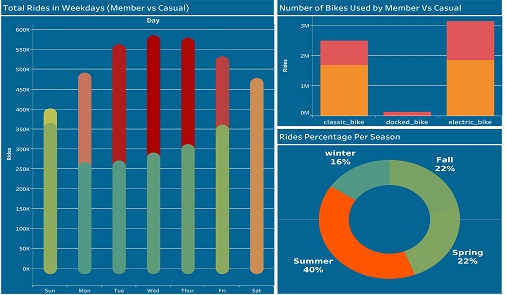 Total Rides in Weekdays (Member vs Casual)
Day
600K
550K
500K
450K
400K
350K
300K
250K
200K
150K
100K
50K
0K
Rides
Sun Mon Tue Wed Thu Fri Sat
Number of Bikes Used by Member Vs Casual
3M
2M
1M
0M
Rides
classic_bike docked_bike electric_bike
Rides Percentage Per Season
winter
16%
Fall
22%
Summer
40%
Spring
22%